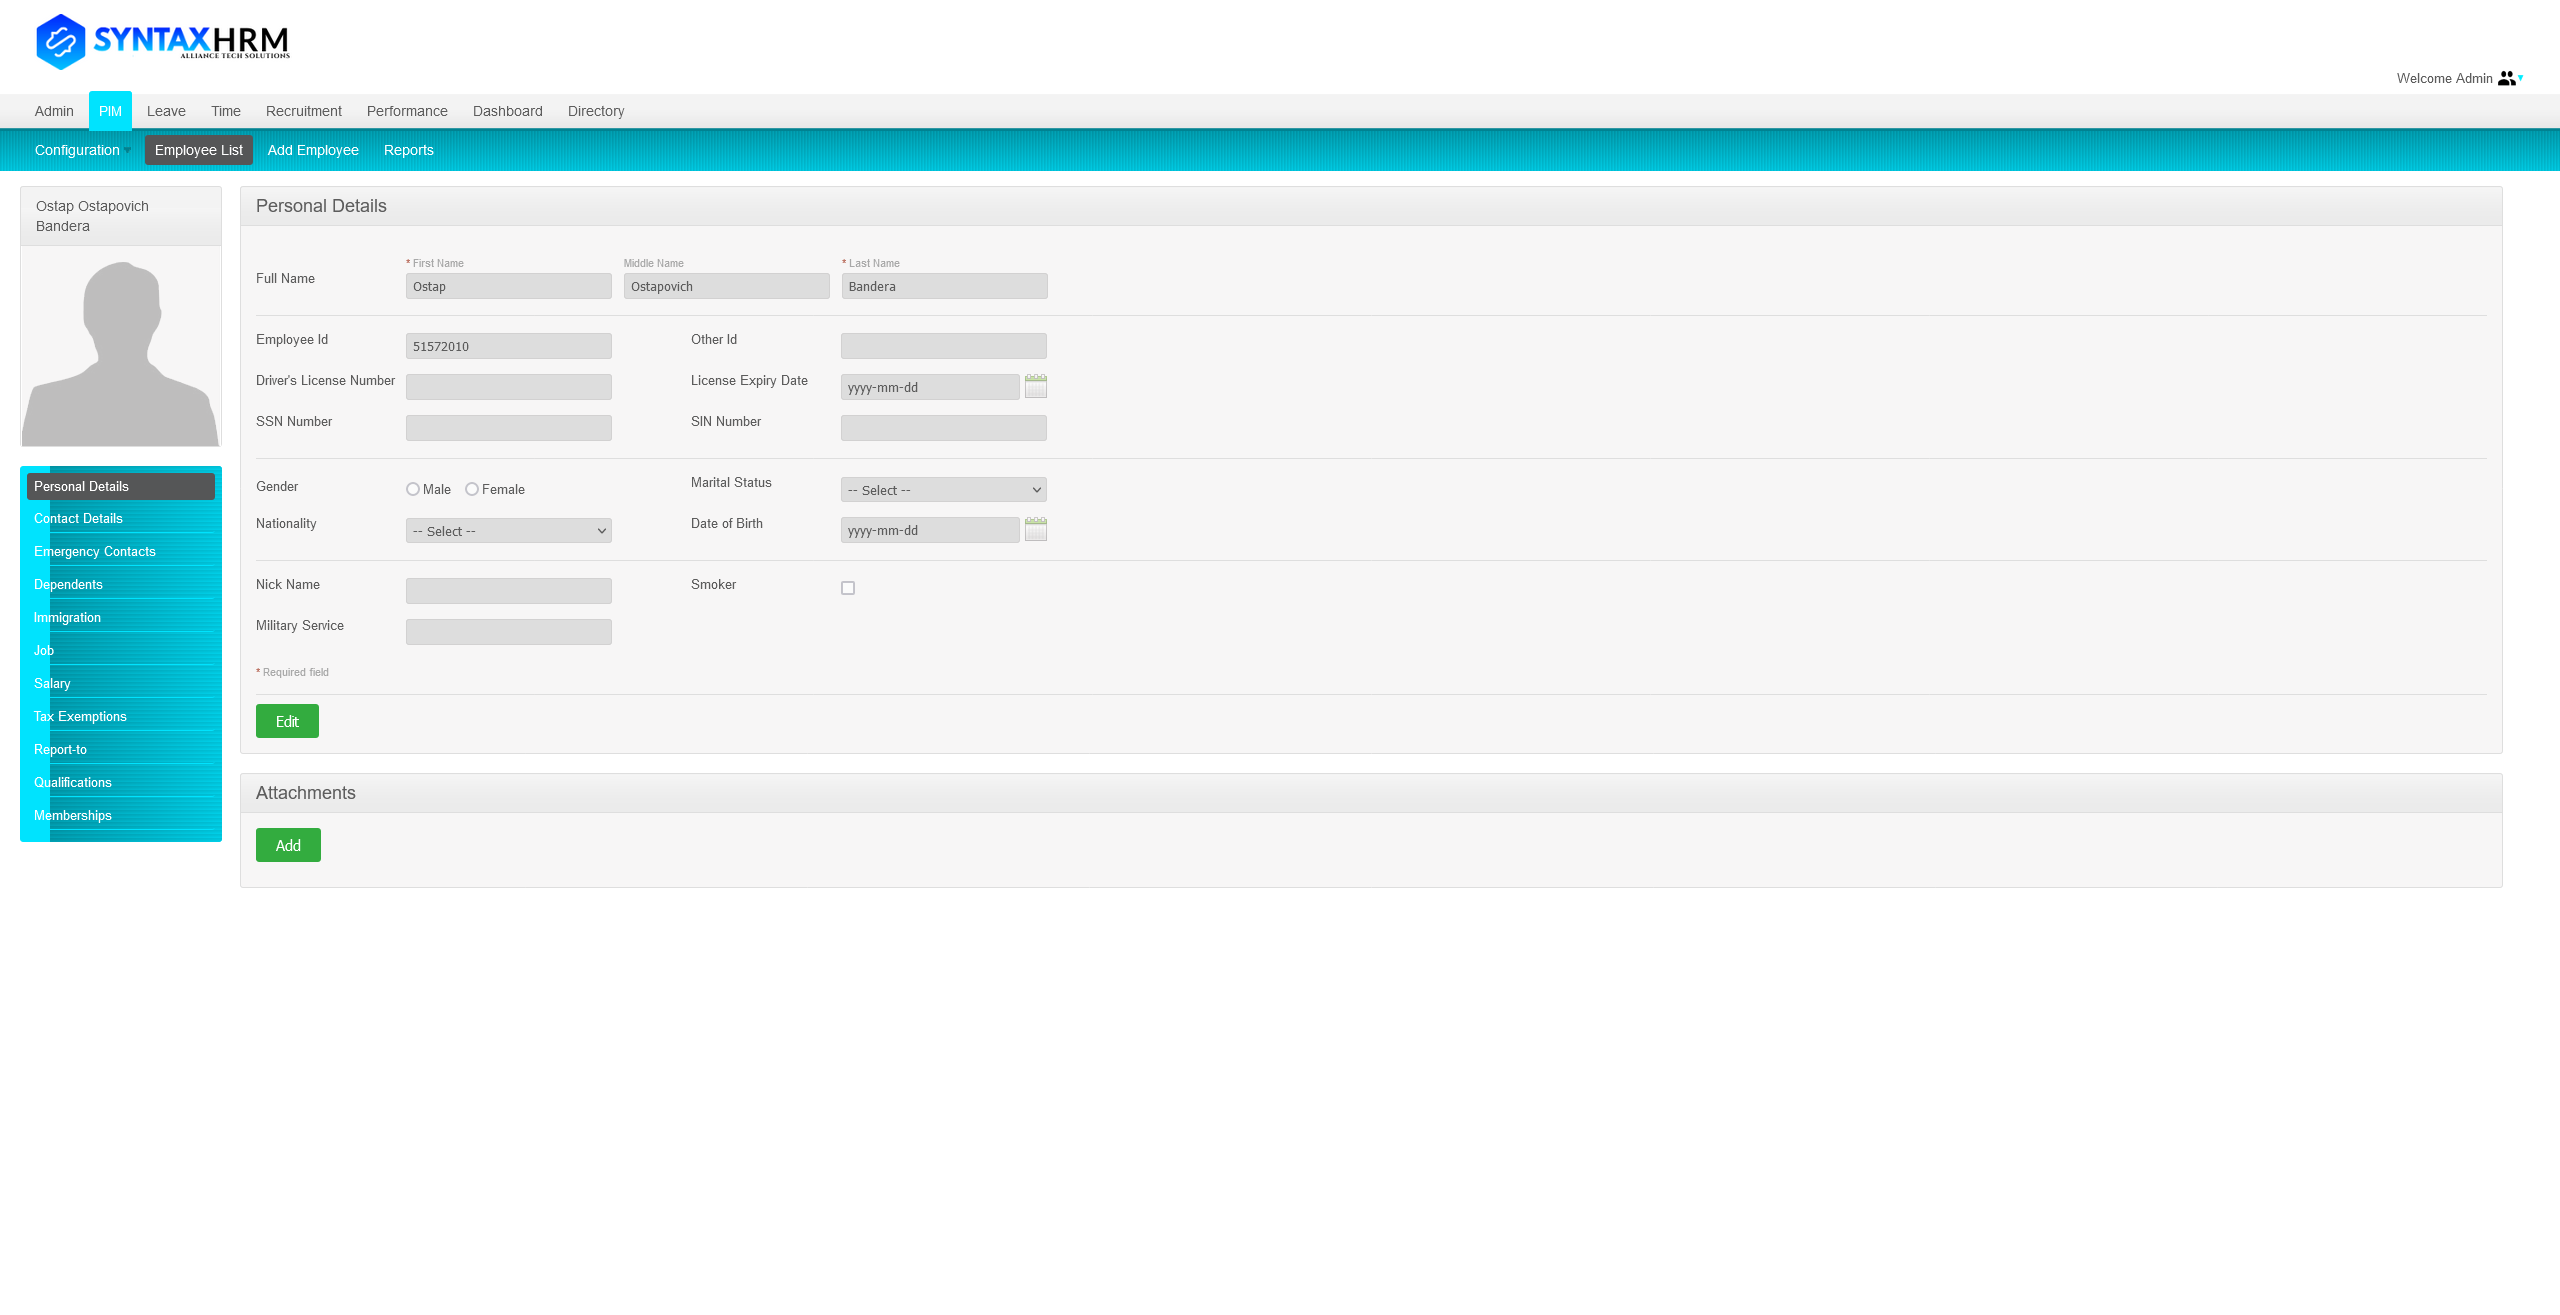 SYNTAXHRM
ALLIANCE TECH SOLUTIONS
Welcome Admin
Admin PIM Leave Time Recruitment Performance Dashboard Directory
Configuration Employee List Add Employee Reports
Ostap Ostapovich
Bandera
Personal Details
Contact Details
Emergency Contacts
Dependents
Immigration
Job
Salary
Tax Exemptions
Report-to
Qualifications
Memberships
Personal Details
* First Name Middle Name * Last Name
Full Name Ostap Ostapovich Bandera
Employee Id 51572010 Other Id
Driver's License Number License Expiry Date yyyy-mm-dd
SSN Number SIN Number
Gender Male Female Marital Status -- Select --
Nationality -- Select -- Date of Birth yyyy-mm-dd
Nick Name Smoker
Military Service
* Required field
Edit
Attachments
Add